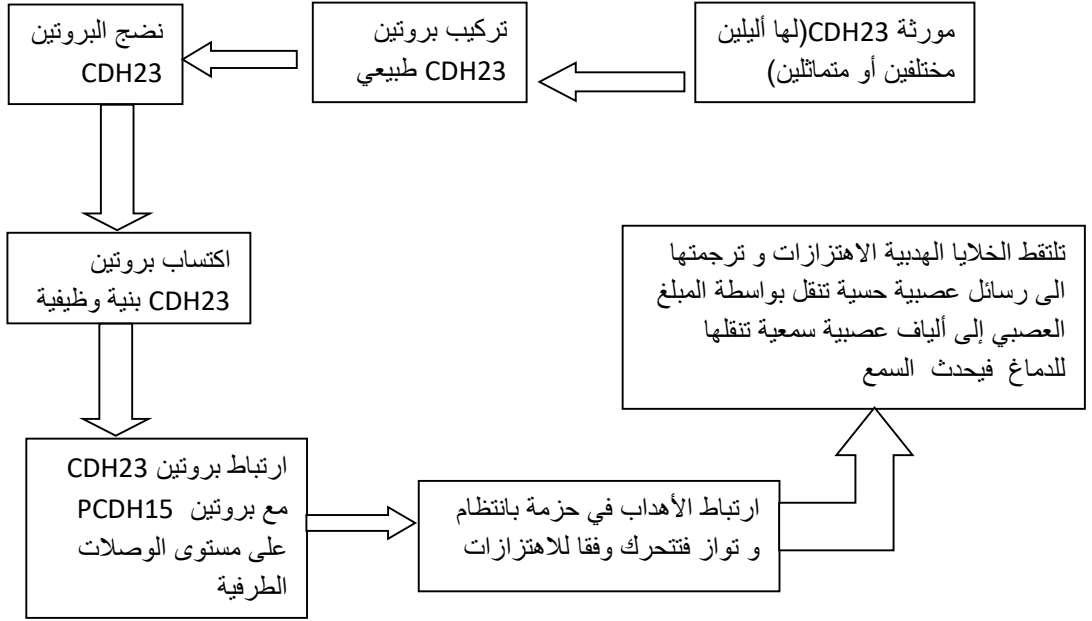 مورثة CDH23(لها أليلين
مختلفين أو متماثلين)
تركيب بروتين
CDH23 طبيعي
نضج البروتين
CDH23
اكتساب بروتين
CDH23 بنية وظيفية
ارتباط بروتين CDH23
مع بروتين PCDH15
على مستوى الوصلات
الطرفية
ارتباط الأهداب في حزمة بانتظام
و تواز فتتحرك وفقا للاهتزازات
تلتقط الخلايا الهدبية الاهتزازات و ترجمتها
الى رسائل عصبية حسية تنقل بواسطة المبلغ
العصبي إلى ألياف عصبية سمعية تنقلها
للدماغ فيحدث السمع